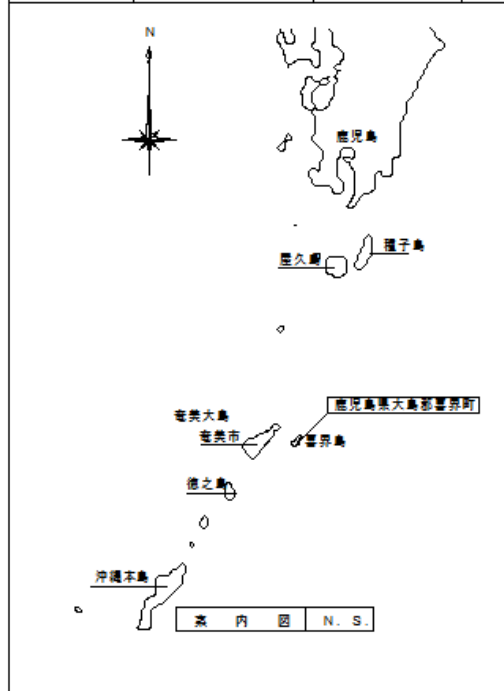 N
鹿児島
種子島
屋久島
鹿児島県大島郡喜界町
奄美大島
奄美市
喜界島
徳之島
沖縄本島
案 内 図 N. S.